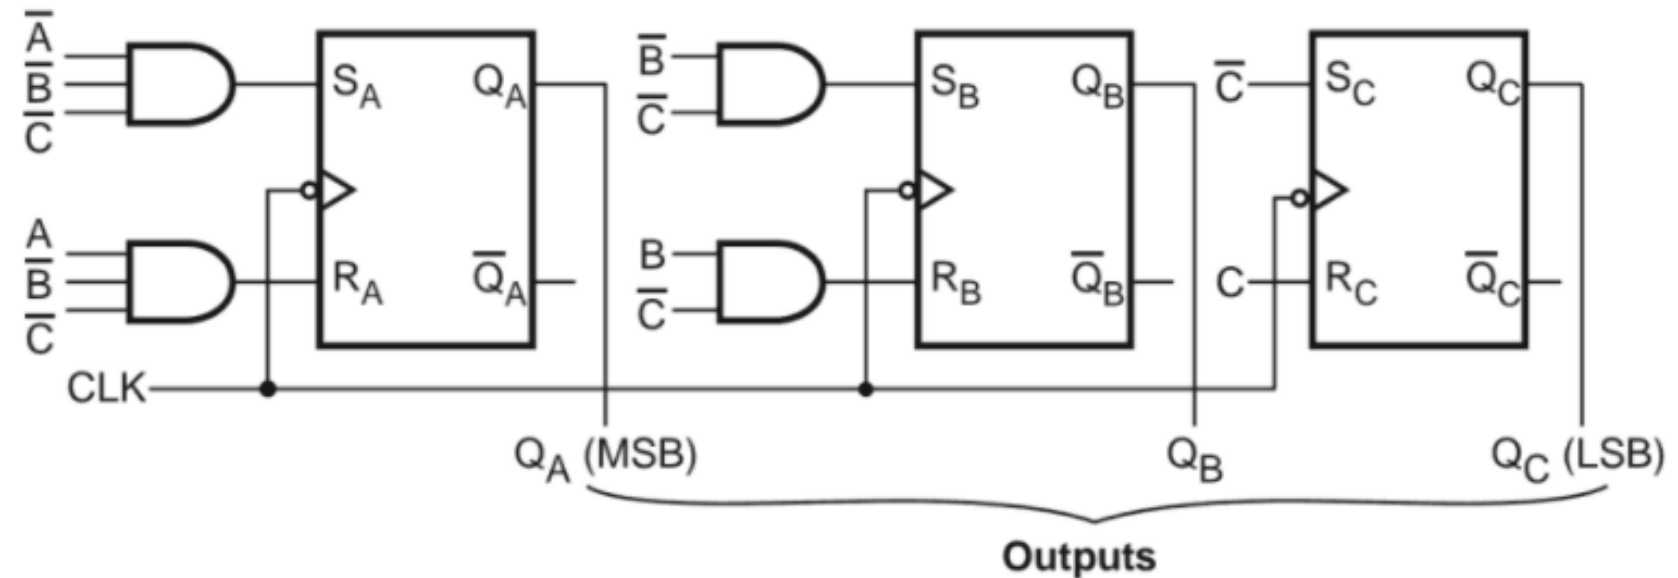 A̅
B̅
C̅
S_A
Q_A
A
B̅
C̅
R_A
Q̅_A
B̅
C̅
S_B
Q_B
B
C̅
R_B
Q̅_B
C̅
S_C
Q_C
C
R_C
Q̅_C
CLK
Q_A (MSB)
Q_B
Q_C (LSB)
Outputs